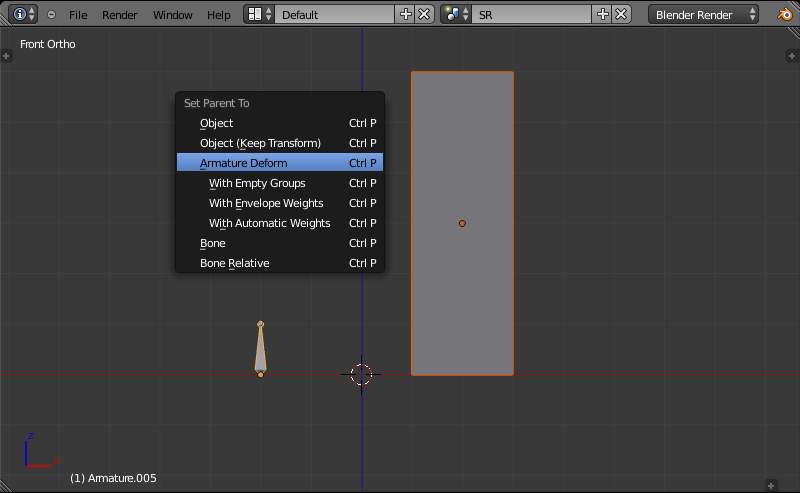 File Render Window Help Default SR Blender Render
Front Ortho
Set Parent To
Object Ctrl P
Object (Keep Transform) Ctrl P
Armature Deform Ctrl P
With Empty Groups Ctrl P
With Envelope Weights Ctrl P
With Automatic Weights Ctrl P
Bone Ctrl P
Bone Relative Ctrl P
z
(1) Armature.005